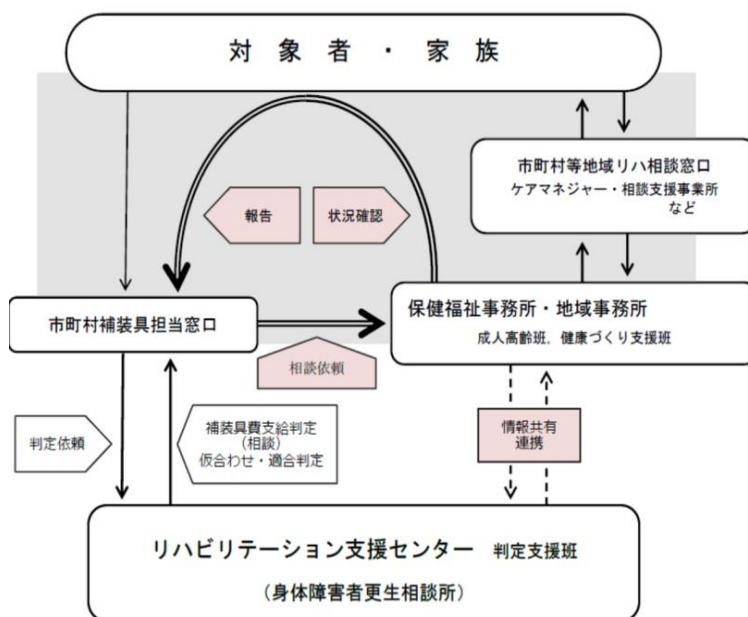 対象者・家族
市町村等地域リハ相談窓口
ケアマネジャー・相談支援事業所
など
報告
状況確認
市町村補装具担当窓口
保健福祉事務所・地域事務所
成人高齢班，健康づくり支援班
相談依頼
判定依頼
補装具費支給判定
（相談）
仮合わせ・適合判定
情報共有
連携
リハビリテーション支援センター 判定支援班
（身体障害者更生相談所）